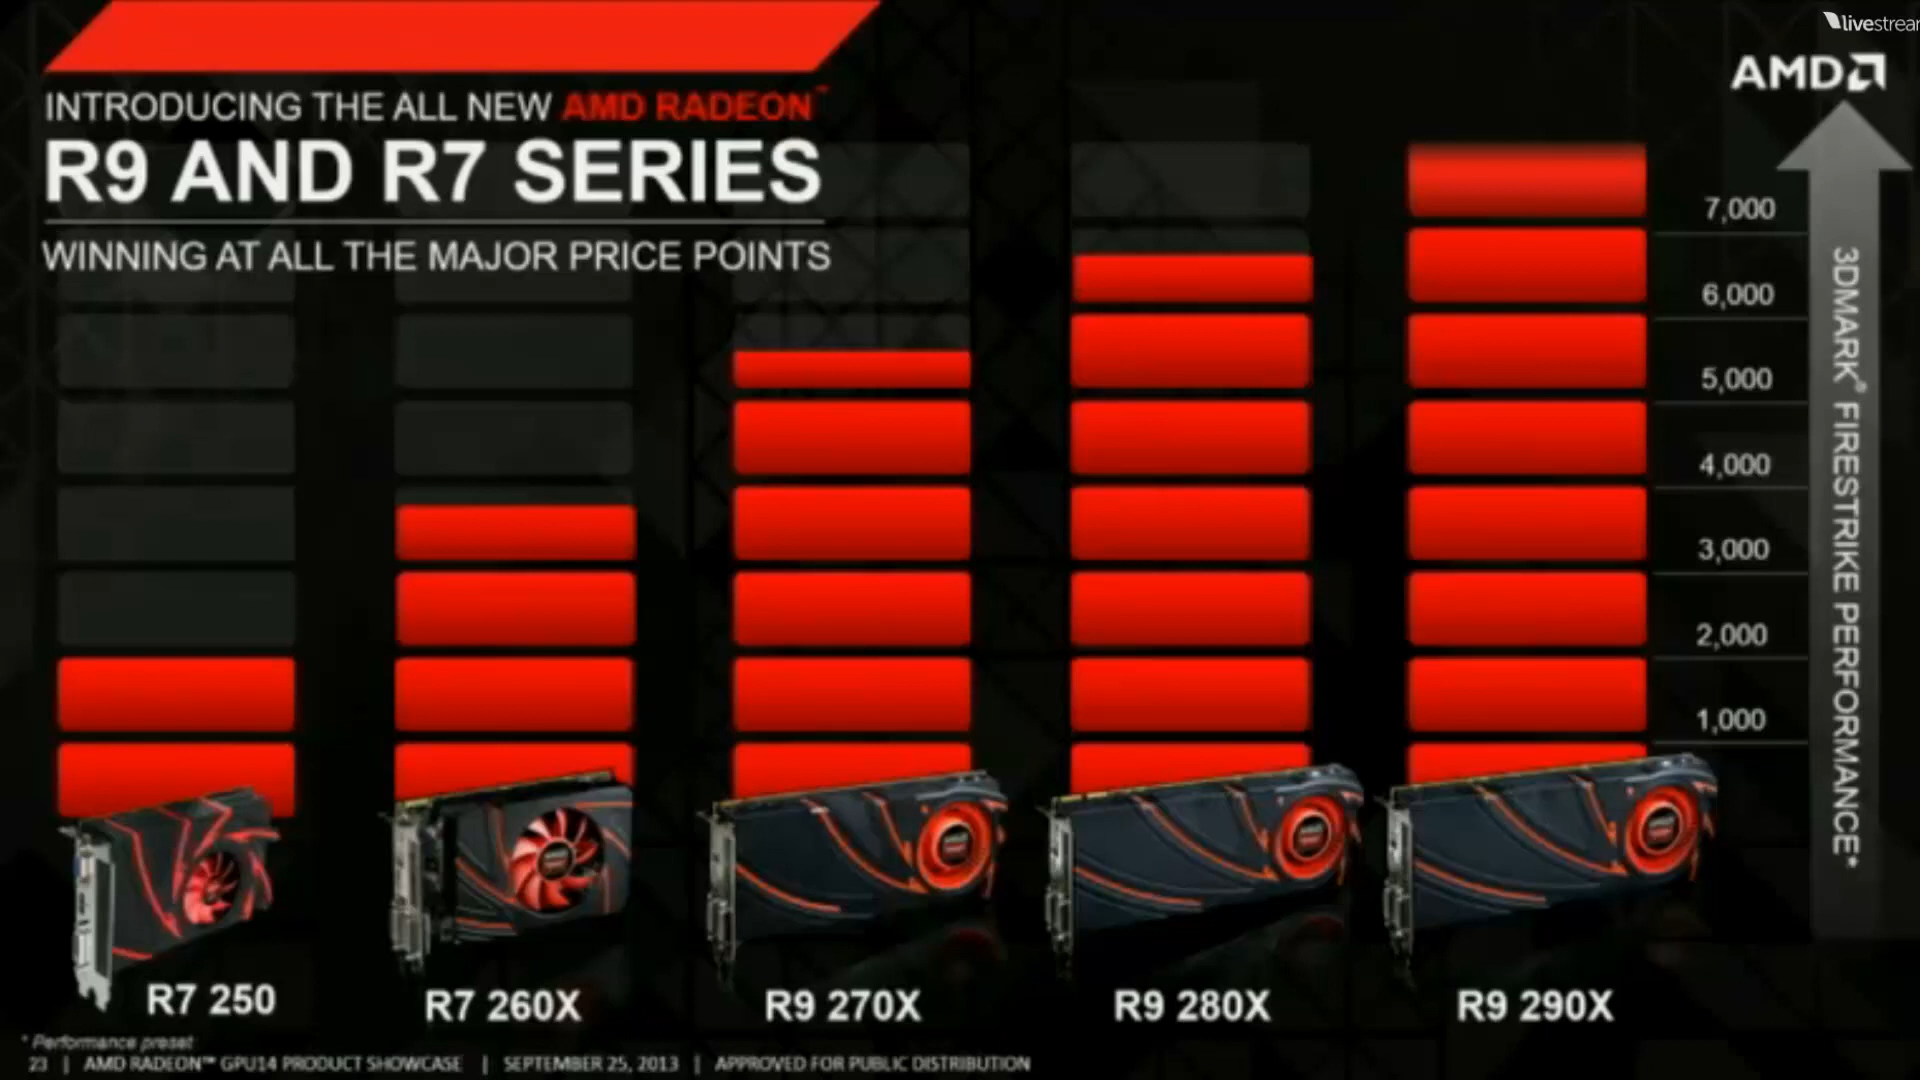 livestream
AMD
INTRODUCING THE ALL NEW AMD RADEON™
R9 AND R7 SERIES
WINNING AT ALL THE MAJOR PRICE POINTS
7,000
6,000
5,000
4,000
3,000
2,000
1,000
3DMARK® FIRESTRIKE PERFORMANCE*
R7 250
R7 260X
R9 270X
R9 280X
R9 290X
* Performance preset
23 | AMD RADEON™ GPU14 PRODUCT SHOWCASE | SEPTEMBER 25, 2013 | APPROVED FOR PUBLIC DISTRIBUTION